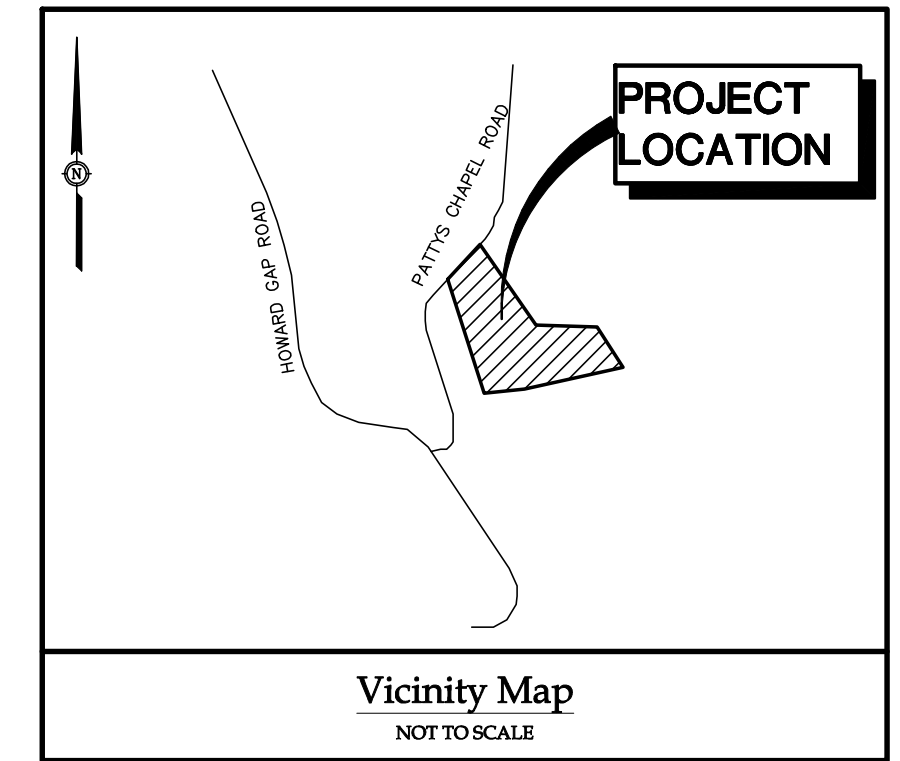 PROJECT
LOCATION
PATTYS CHAPEL ROAD
HOWARD GAP ROAD
N
Vicinity Map
NOT TO SCALE